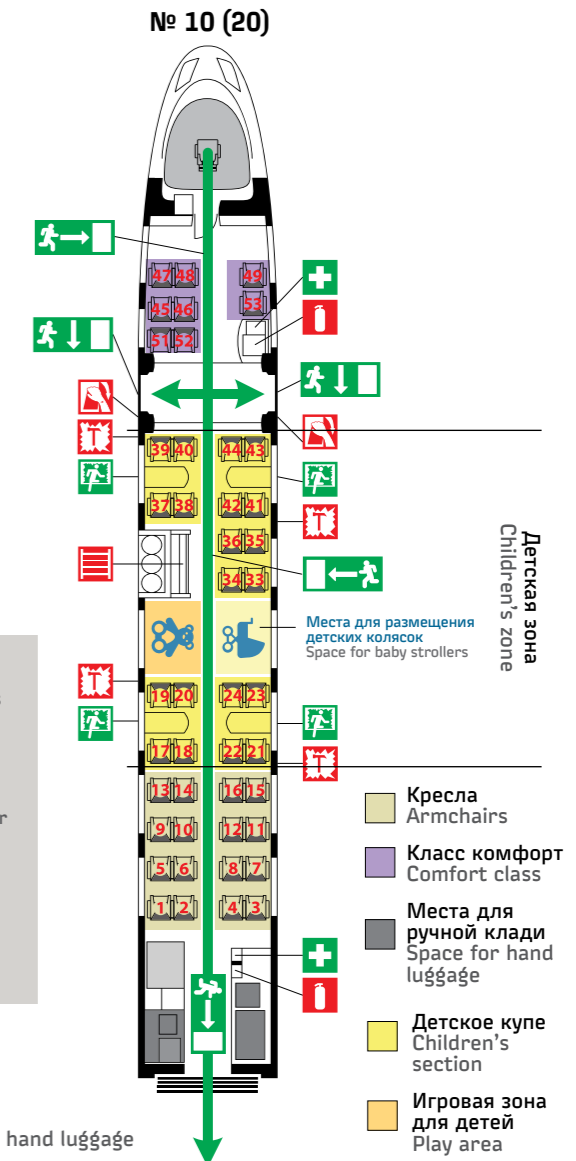 № 10 (20)
47 48 49
45 46 53
51 52
39 40 44 43
37 38 42 41
36 35
34 33
Детская зона
Children's zone
Места для размещения
детских колясок
Space for baby strollers
19 20 24 23
17 18 22 21
13 14 16 15
9 10 12 11
5 6 8 7
1 2 4 3
T
T
T
T
Кресла
Armchairs
Класс комфорт
Comfort class
Места для
ручной клади
Space for hand
luggage
Детское купе
Children's
section
Игровая зона
для детей
Play area
hand luggage